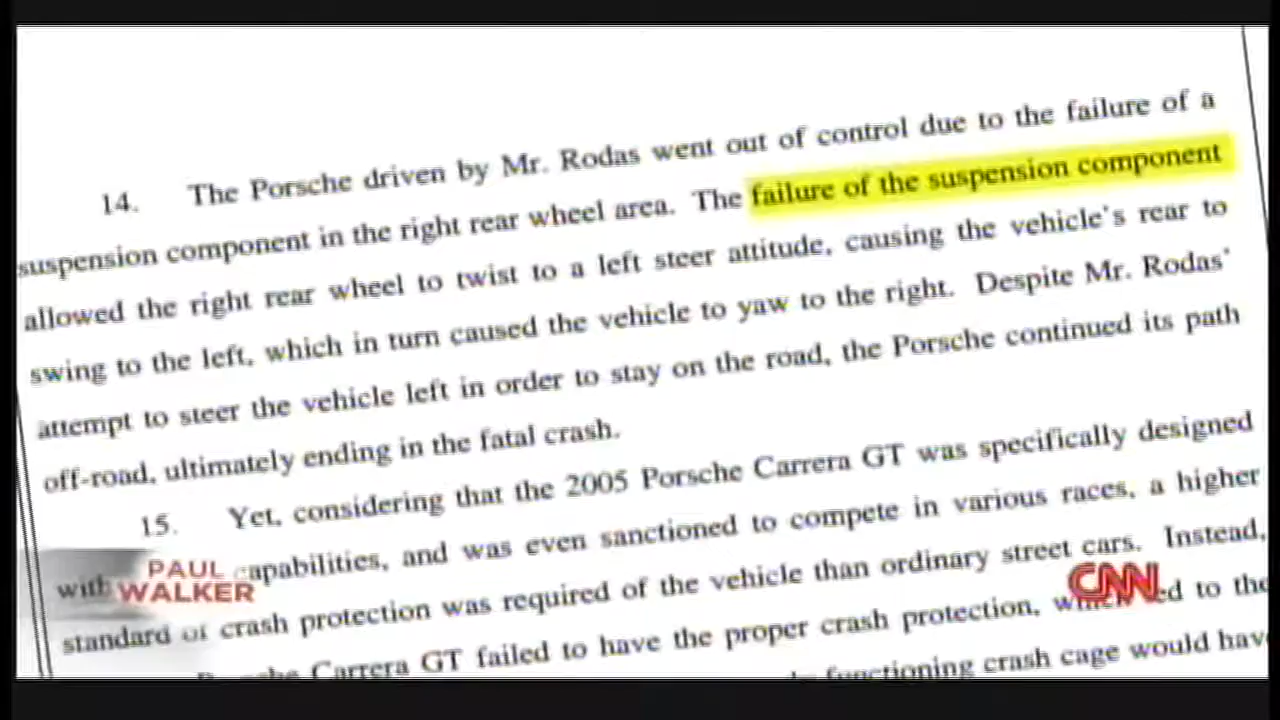 14. The Porsche driven by Mr. Rodas went out of control due to the failure of a
suspension component in the right rear wheel area. The failure of the suspension component
allowed the right rear wheel to twist to a left steer attitude, causing the vehicle's rear to
swing to the left, which in turn caused the vehicle to yaw to the right. Despite Mr. Rodas'
attempt to steer the vehicle left in order to stay on the road, the Porsche continued its path
off-road, ultimately ending in the fatal crash.
15. Yet, considering that the 2005 Porsche Carrera GT was specifically designed
with capabilities, and was even sanctioned to compete in various races, a higher
standard of crash protection was required of the vehicle than ordinary street cars. Instead,
Carrera GT failed to have the proper crash protection, to the
functioning crash cage would have
PAUL
WALKER
CNN